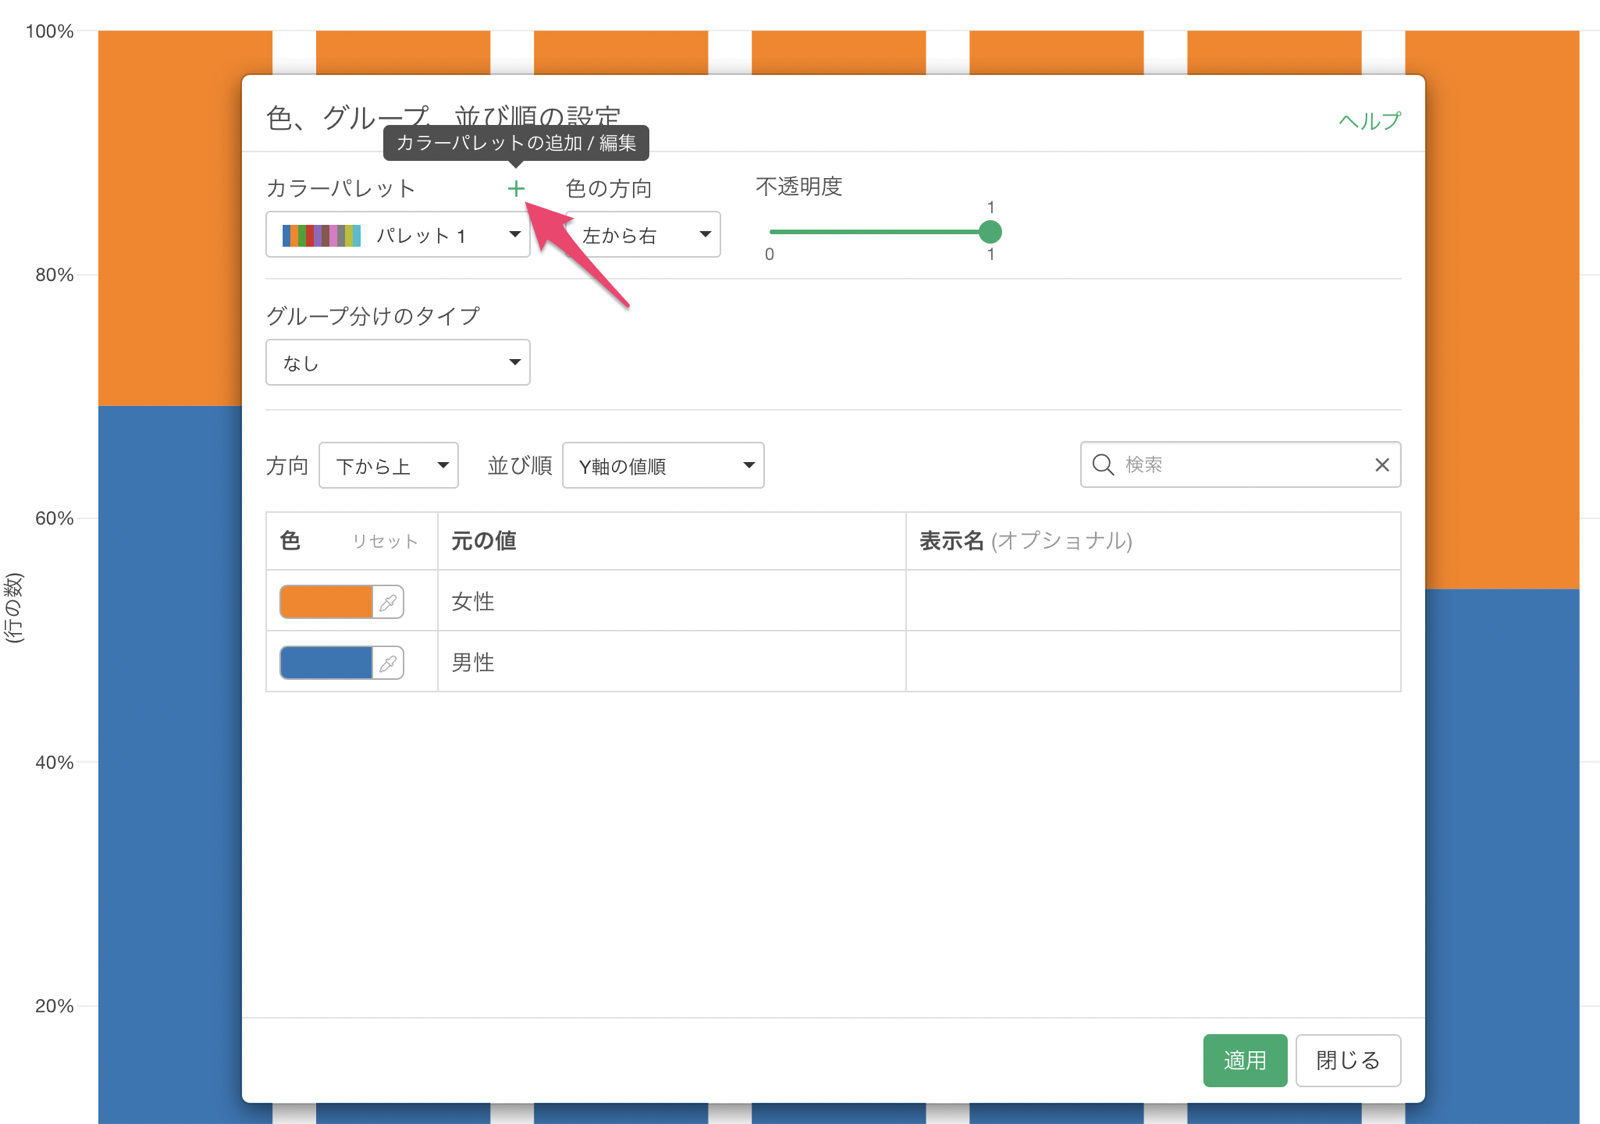 100%
80%
60%
40%
20%
(行の数)
色、グループ、並び順の設定
ヘルプ
カラーパレットの追加 / 編集
カラーパレット
+
色の方向
不透明度
パレット 1
左から右
1
0
1
グループ分けのタイプ
なし
方向
下から上
並び順
Y軸の値順
検索
色
リセット
元の値
表示名 (オプショナル)
女性
男性
適用
閉じる